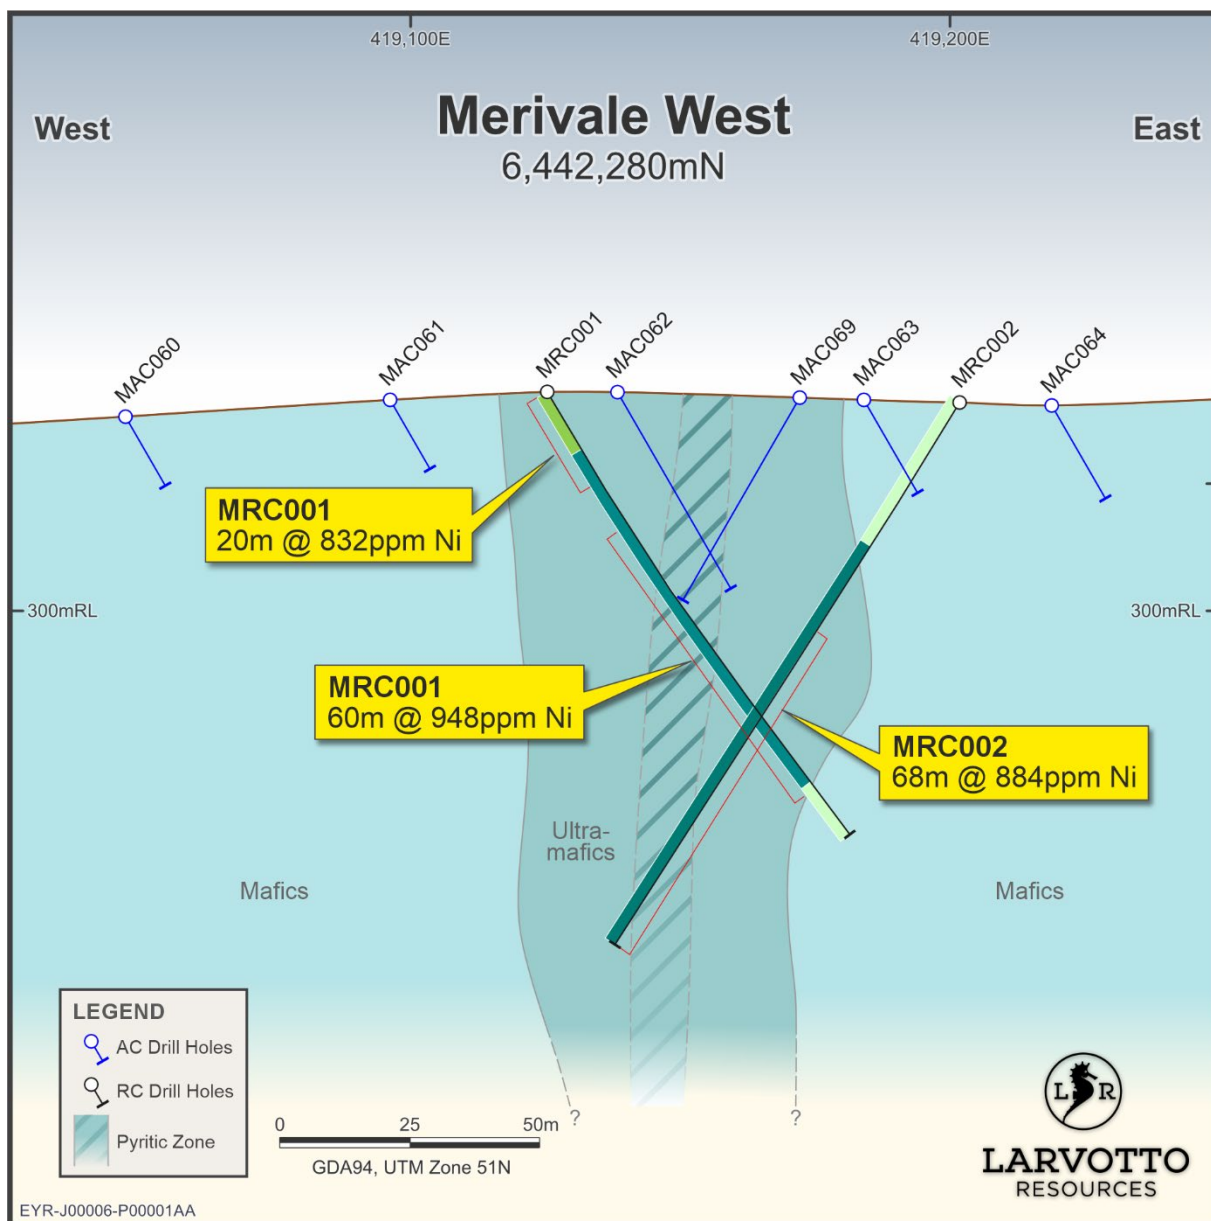 419,100E
419,200E
West
Merivale West
East
6,442,280mN
MAC060
MAC061
MRC001
MAC062
MAC069
MAC063
MRC002
MAC064
MRC001
20m @ 832ppm Ni
300mRL
300mRL
MRC001
60m @ 948ppm Ni
MRC002
68m @ 884ppm Ni
Ultra-
mafics
Mafics
Mafics
LEGEND
AC Drill Holes
RC Drill Holes
Pyritic Zone
?
?
0
25
50m
GDA94, UTM Zone 51N
L R
LARVOTTO
RESOURCES
EYR-J00006-P00001AA